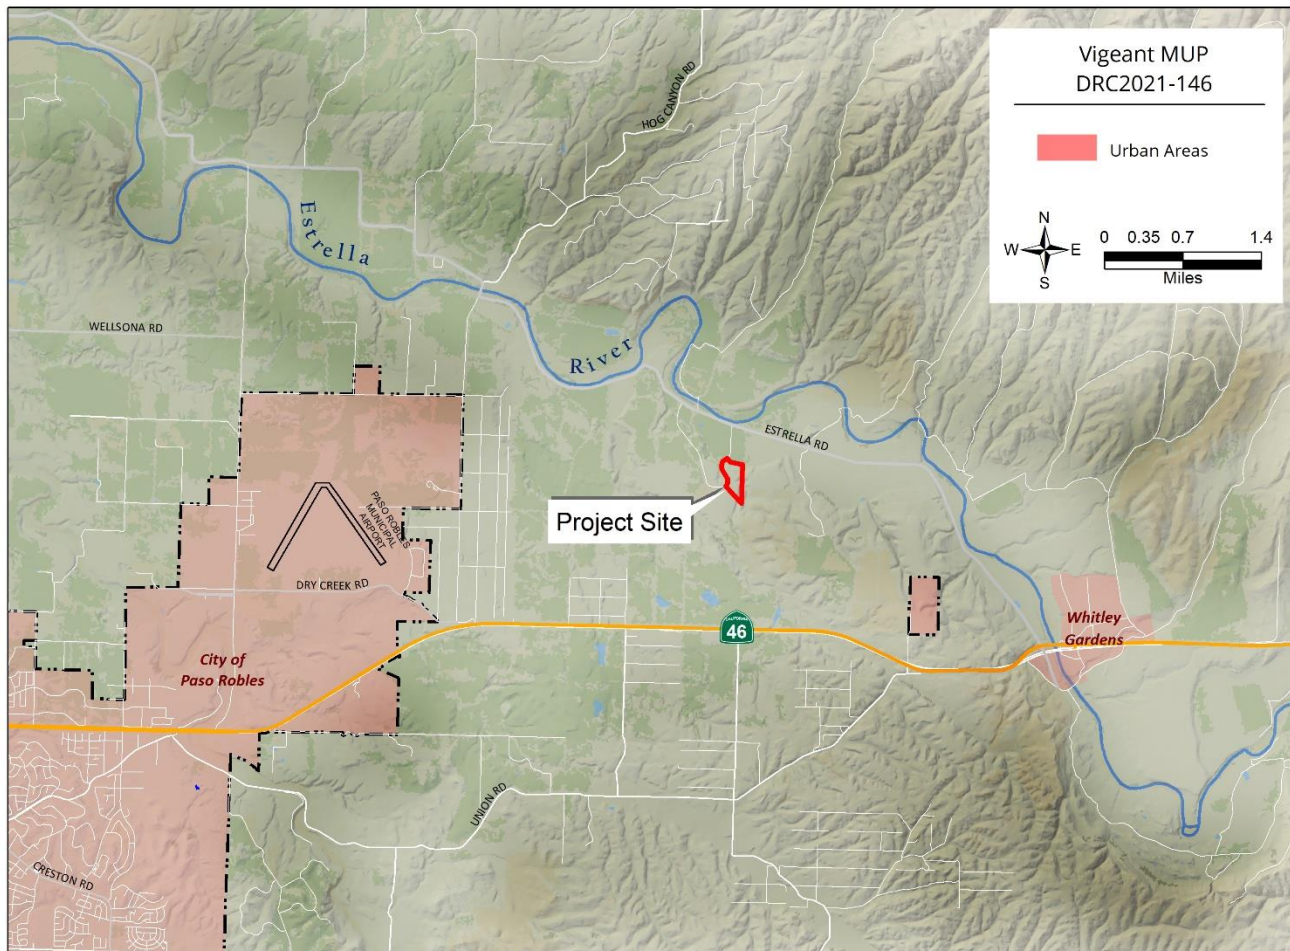 Vigeant MUP
DRC2021-146
Urban Areas
N
W
E
S
0 0.35 0.7 1.4
Miles
HOG CANYON RD
Estrella
River
WELLSONA RD
ESTRELLA RD
Project Site
PASO ROBLES
MUNICIPAL
AIRPORT
DRY CREEK RD
CALIFORNIA
46
Whitley
Gardens
City of
Paso Robles
UNION RD
CRESTON RD